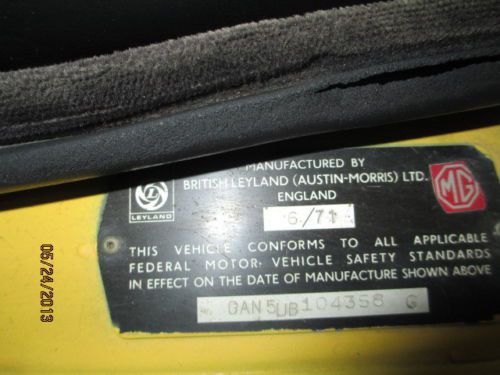 MANUFACTURED BY
BRITISH LEYLAND (AUSTIN-MORRIS) LTD.
ENGLAND
LEYLAND
MG
6/71
THIS VEHICLE CONFORMS TO ALL APPLICABLE
FEDERAL MOTOR VEHICLE SAFETY STANDARDS
IN EFFECT ON THE DATE OF MANUFACTURE SHOWN ABOVE
GAN5UB104358 G
05/24/2013